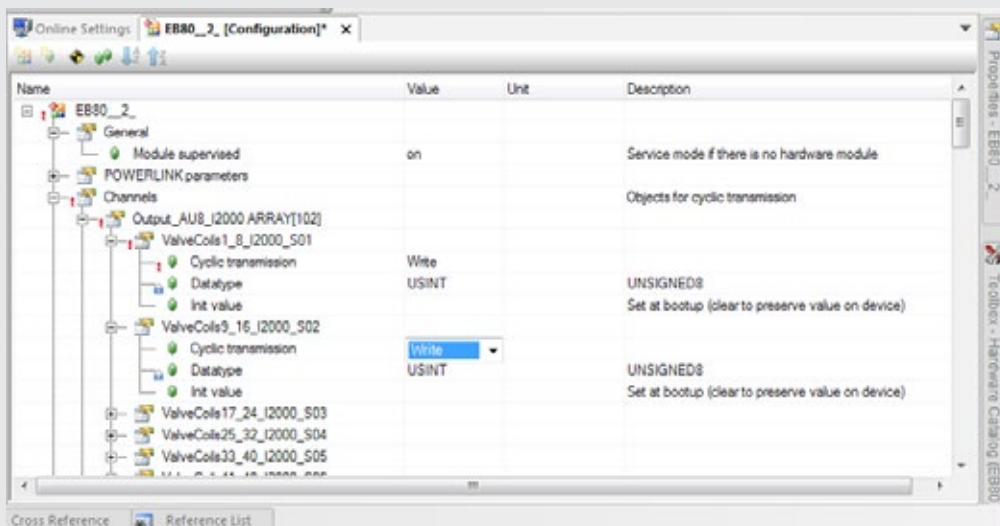 Online Settings EB80__2_ [Configuration]* x
Name Value Unit Description
EB80__2_
General
Module supervised on Service mode if there is no hardware module
POWERLINK parameters
Channels Objects for cyclic transmission
Output_AU8_I2000 ARRAY[102]
ValveCoils1_8_I2000_S01
Cyclic transmission Write
Datatype USINT UNSIGNED8
Init value Set at bootup (clear to preserve value on device)
ValveCoils9_16_I2000_S02
Cyclic transmission Write
Datatype USINT UNSIGNED8
Init value Set at bootup (clear to preserve value on device)
ValveCoils17_24_I2000_S03
ValveCoils25_32_I2000_S04
ValveCoils33_40_I2000_S05
Cross Reference Reference List
Properties - EB80__2_
Toolbox - Hardware Catalog (EB80